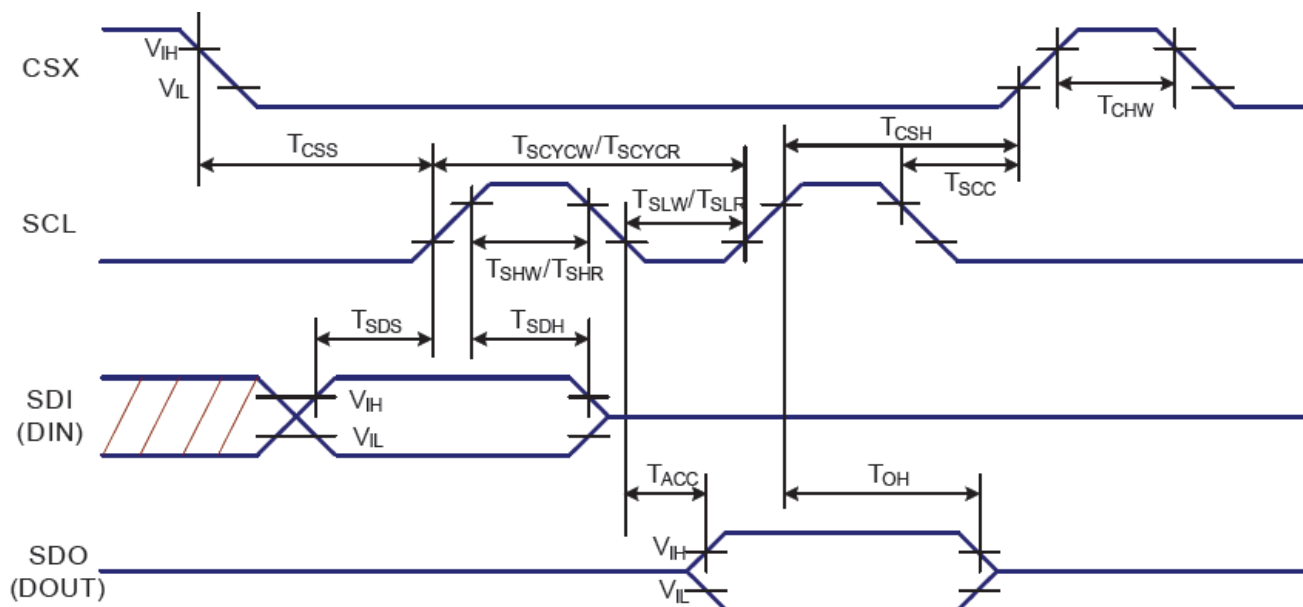 CSX
VIH
VIL
TCHW
TCSS
TSCYCW/TSCYCR
TCSH
TSCC
SCL
TSLW/TSLR
TSHW/TSHR
TSDS
TSDH
SDI
(DIN)
VIH
VIL
TACC
TOH
SDO
(DOUT)
VIH
VIL